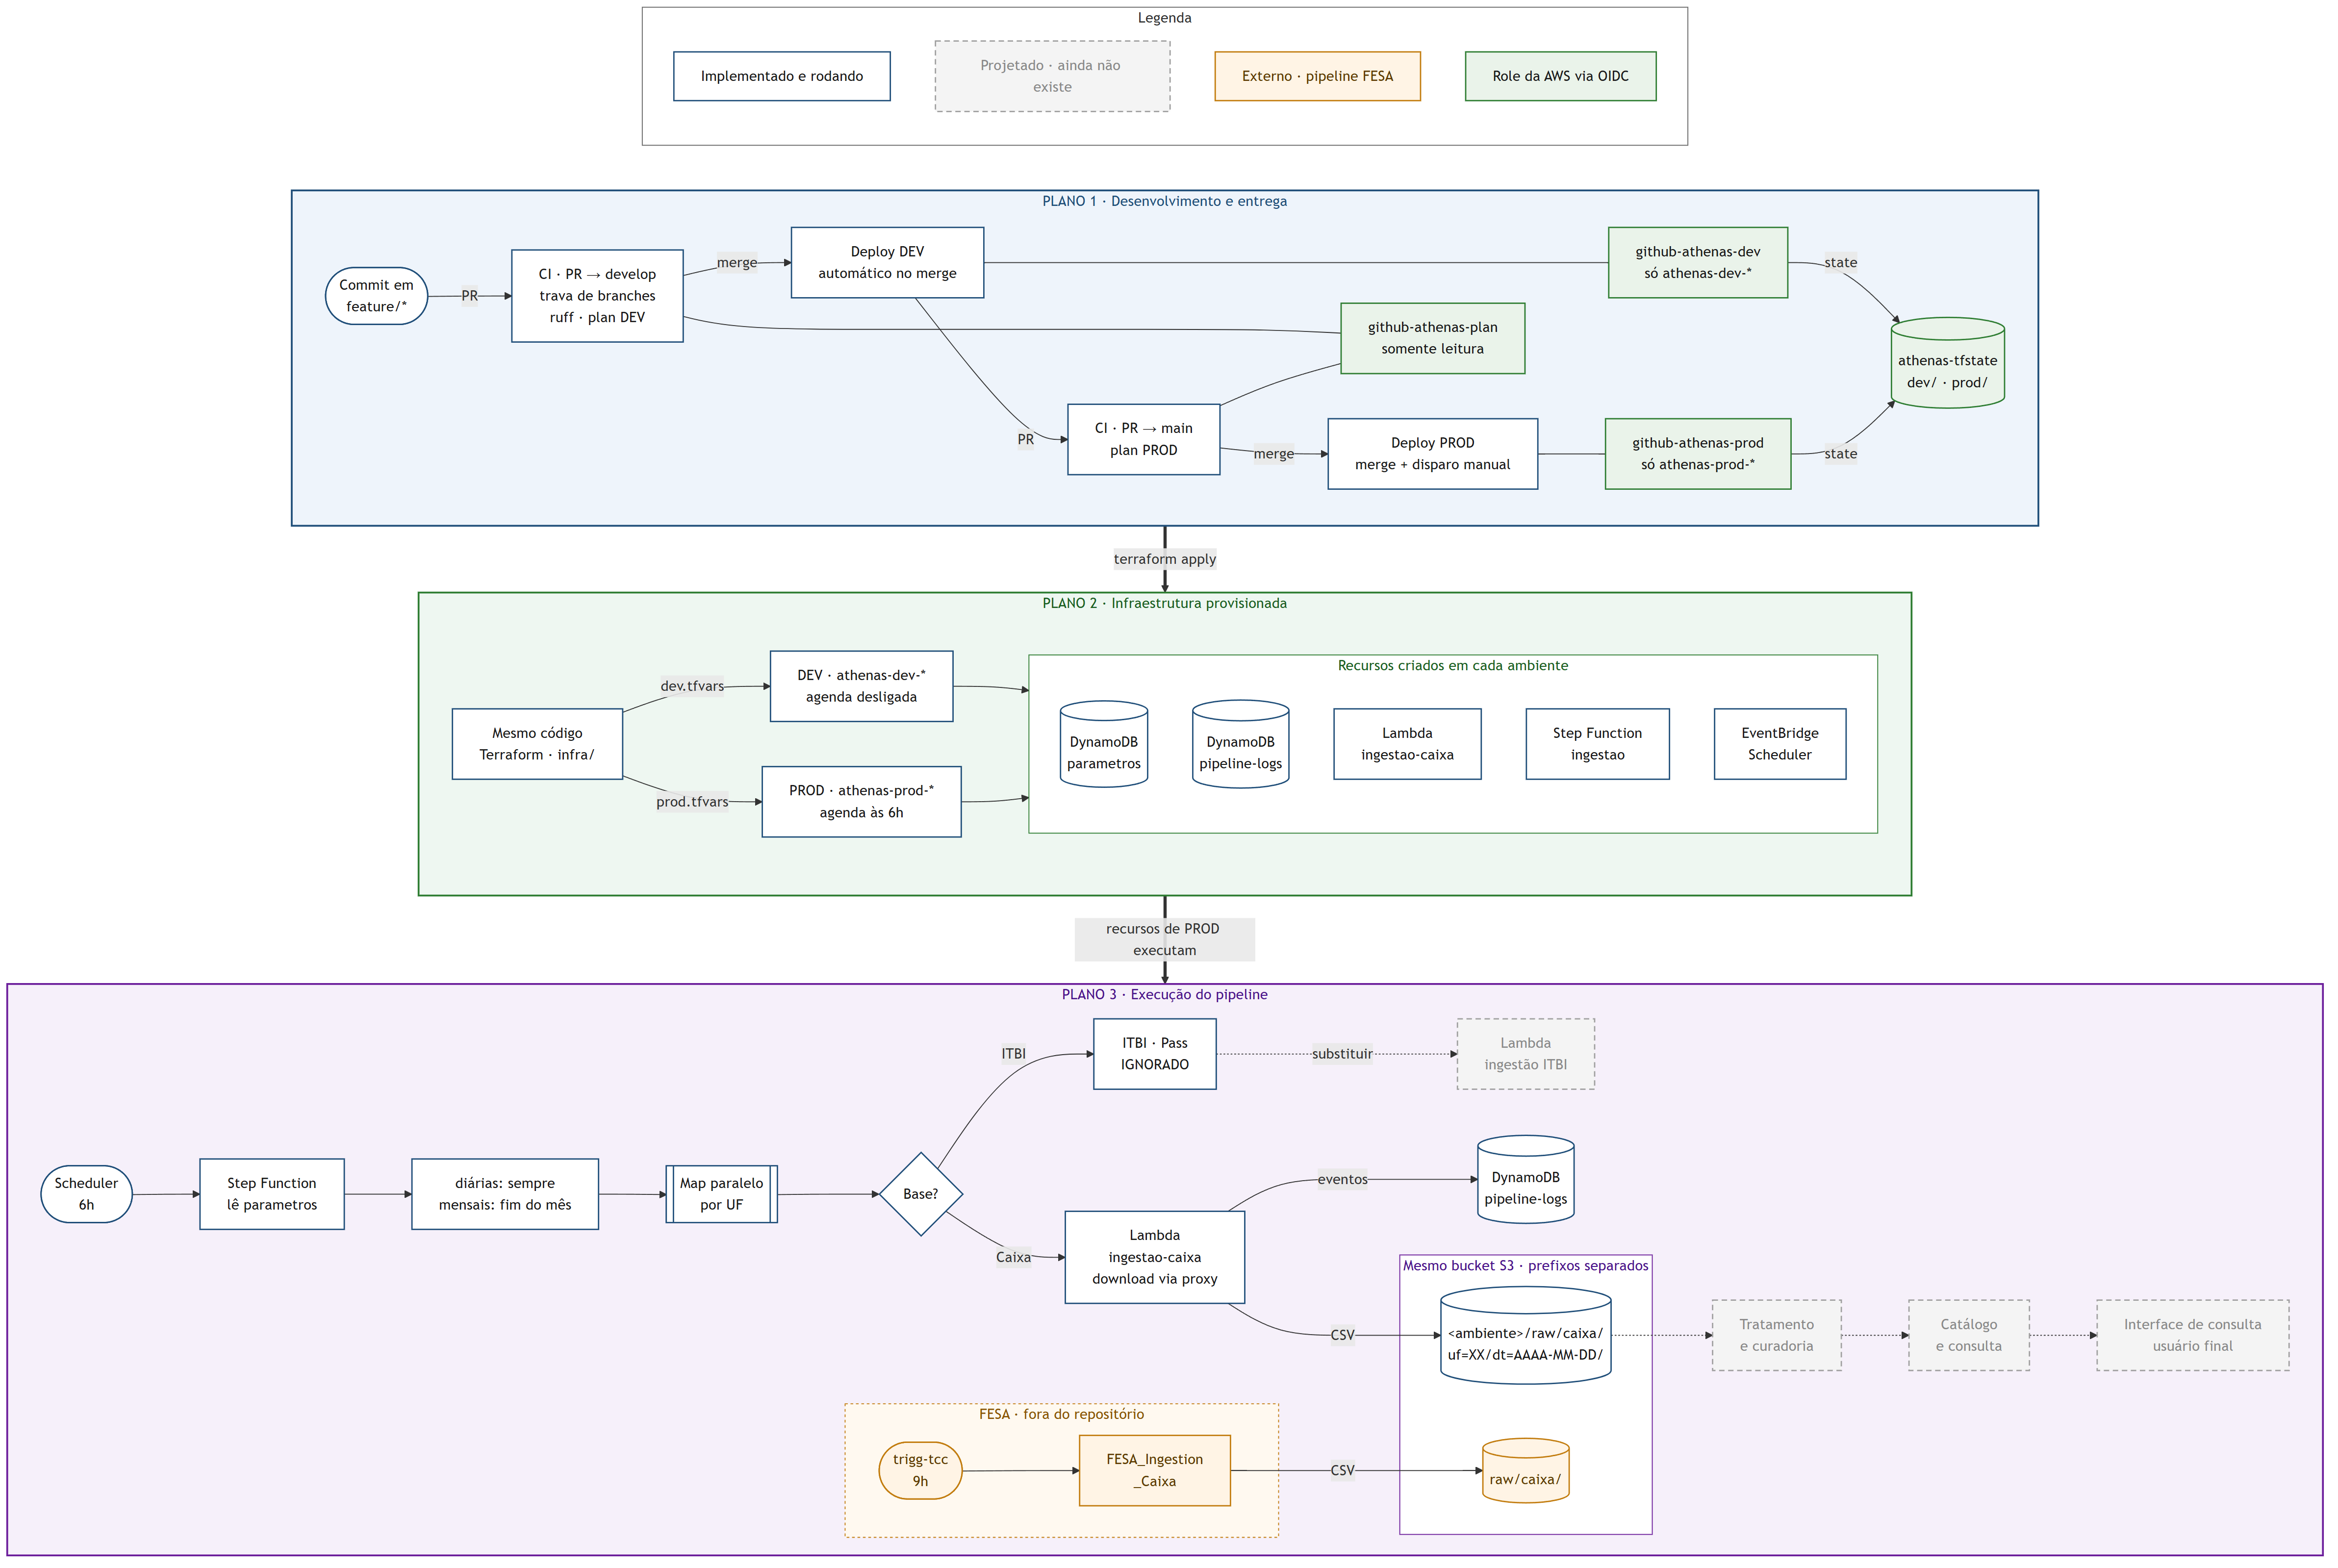 Legenda
Implementado e rodando
Projetado · ainda não
existe
Externo · pipeline FESA
Role da AWS via OIDC
PLANO 1 · Desenvolvimento e entrega
Commit em
feature/*
PR
CI · PR → develop
trava de branches
ruff · plan DEV
merge
Deploy DEV
automático no merge
github-athenas-dev
só athenas-dev-*
state
github-athenas-plan
somente leitura
athenas-tfstate
dev/ · prod/
PR
CI · PR → main
plan PROD
merge
Deploy PROD
merge + disparo manual
github-athenas-prod
só athenas-prod-*
state
terraform apply
PLANO 2 · Infraestrutura provisionada
Mesmo código
Terraform · infra/
dev.tfvars
DEV · athenas-dev-*
agenda desligada
prod.tfvars
PROD · athenas-prod-*
agenda às 6h
Recursos criados em cada ambiente
DynamoDB
parametros
DynamoDB
pipeline-logs
Lambda
ingestao-caixa
Step Function
ingestao
EventBridge
Scheduler
recursos de PROD
executam
PLANO 3 · Execução do pipeline
Scheduler
6h
Step Function
lê parametros
diárias: sempre
mensais: fim do mês
Map paralelo
por UF
Base?
ITBI
ITBI · Pass
IGNORADO
substituir
Lambda
ingestão ITBI
Caixa
Lambda
ingestao-caixa
download via proxy
eventos
DynamoDB
pipeline-logs
CSV
Mesmo bucket S3 · prefixos separados
<ambiente>/raw/caixa/
uf=XX/dt=AAAA-MM-DD/
Tratamento
e curadoria
Catálogo
e consulta
Interface de consulta
usuário final
FESA · fora do repositório
trigg-tcc
9h
FESA_Ingestion
_Caixa
CSV
raw/caixa/